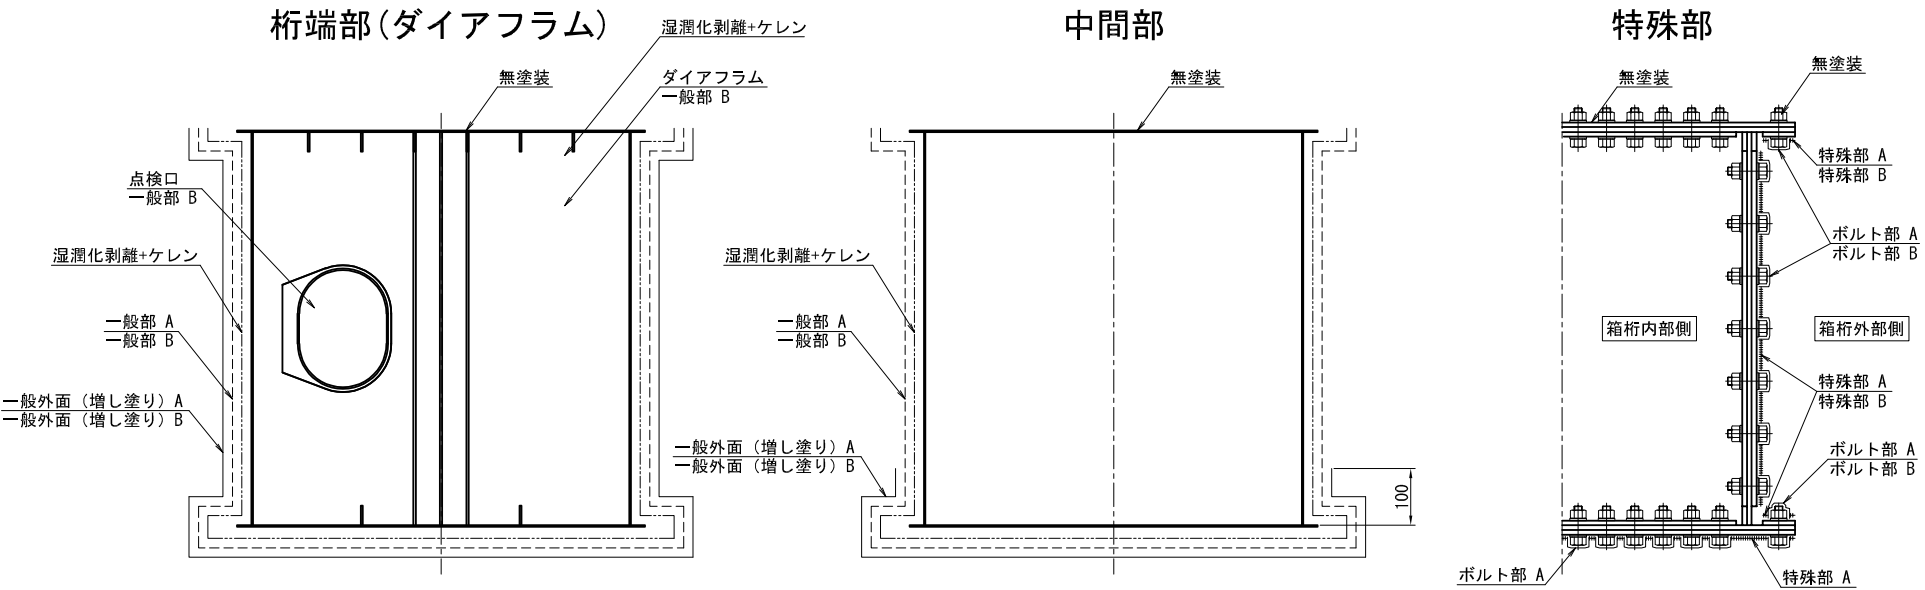 桁端部(ダイアフラム)
湿潤化剥離+ケレン
無塗装
ダイアフラム
一般部 B
点検口
一般部 B
湿潤化剥離+ケレン
一般部 A
一般部 B
一般外面（増し塗り）A
一般外面（増し塗り）B
中間部
無塗装
湿潤化剥離+ケレン
一般部 A
一般部 B
一般外面（増し塗り）A
一般外面（増し塗り）B
100
特殊部
無塗装
無塗装
特殊部 A
特殊部 B
ボルト部 A
ボルト部 B
箱桁内部側
箱桁外部側
特殊部 A
特殊部 B
ボルト部 A
ボルト部 B
ボルト部 A
特殊部 A